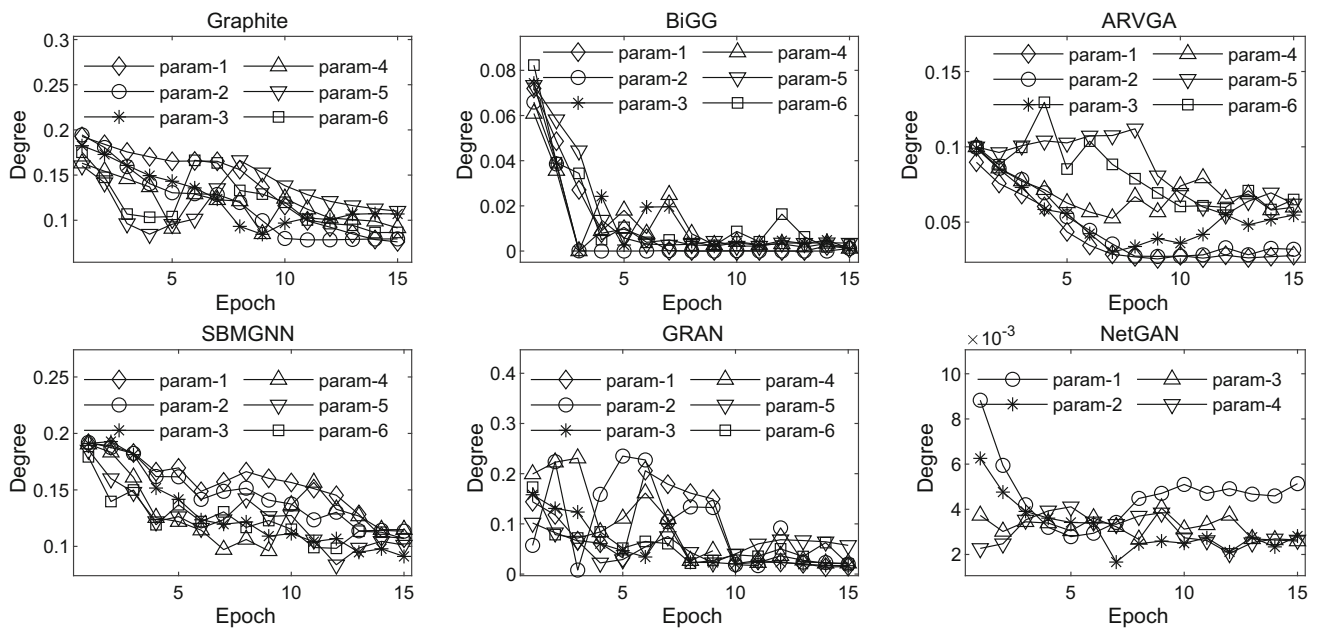 Graphite
0.3
0.25
0.2
0.15
0.1
Degree
param-1 param-4
param-2 param-5
param-3 param-6
5 10 15
Epoch
BiGG
0.08
0.06
0.04
0.02
0
Degree
param-1 param-4
param-2 param-5
param-3 param-6
5 10 15
Epoch
ARVGA
0.15
0.1
0.05
Degree
param-1 param-4
param-2 param-5
param-3 param-6
5 10 15
Epoch
SBMGNN
0.25
0.2
0.15
0.1
Degree
param-1 param-4
param-2 param-5
param-3 param-6
5 10 15
Epoch
GRAN
0.4
0.3
0.2
0.1
0
Degree
param-1 param-4
param-2 param-5
param-3 param-6
5 10 15
Epoch
NetGAN
×10-3
10
8
6
4
2
Degree
param-1 param-3
param-2 param-4
5 10 15
Epoch